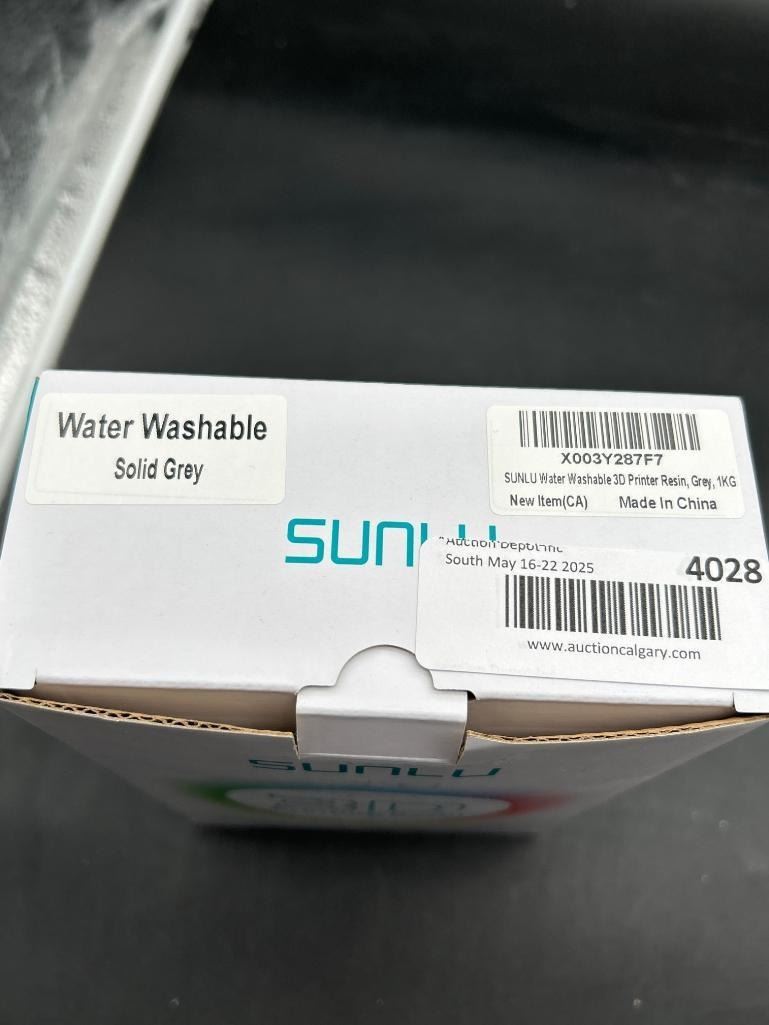 Water Washable
Solid Grey
X003Y287F7
SUNLU Water Washable 3D Printer Resin, Grey, 1KG
New Item(CA) Made In China
SUNLU
South May 16-22 2025
4028
www.auctioncalgary.com
SUNLU